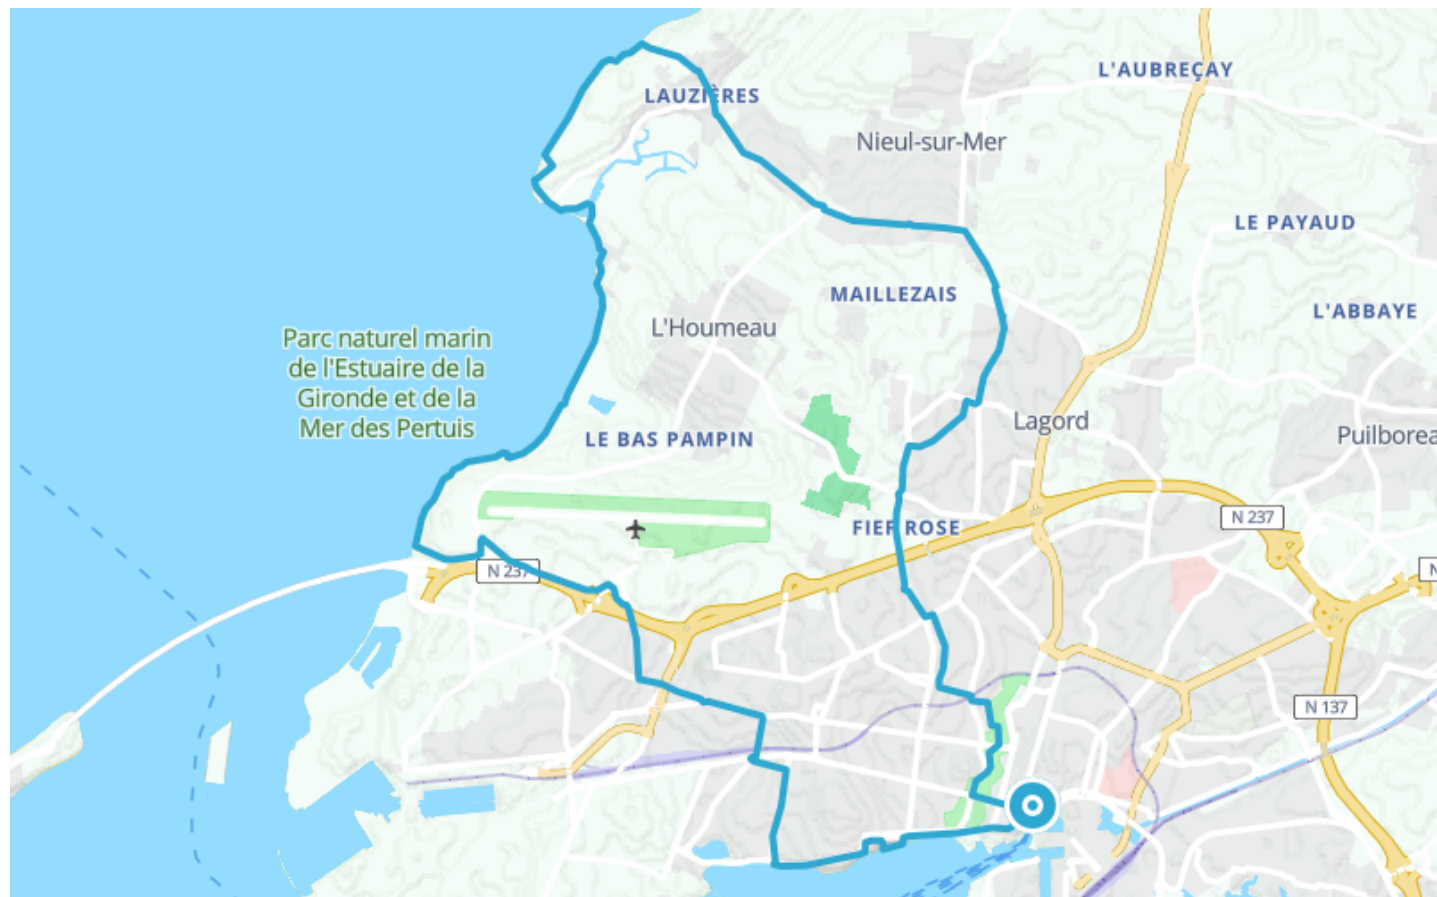 L'AUBREÇAY
LAUZIÈRES
Nieul-sur-Mer
LE PAYAUD
MAILLEZAIS
L'ABBAYE
L'Houmeau
Parc naturel marin
de l'Estuaire de la
Gironde et de la
Mer des Pertuis
Lagord
LE BAS PAMPIN
Puilborea
N 237
FIEF ROSE
N 237
N
N 137